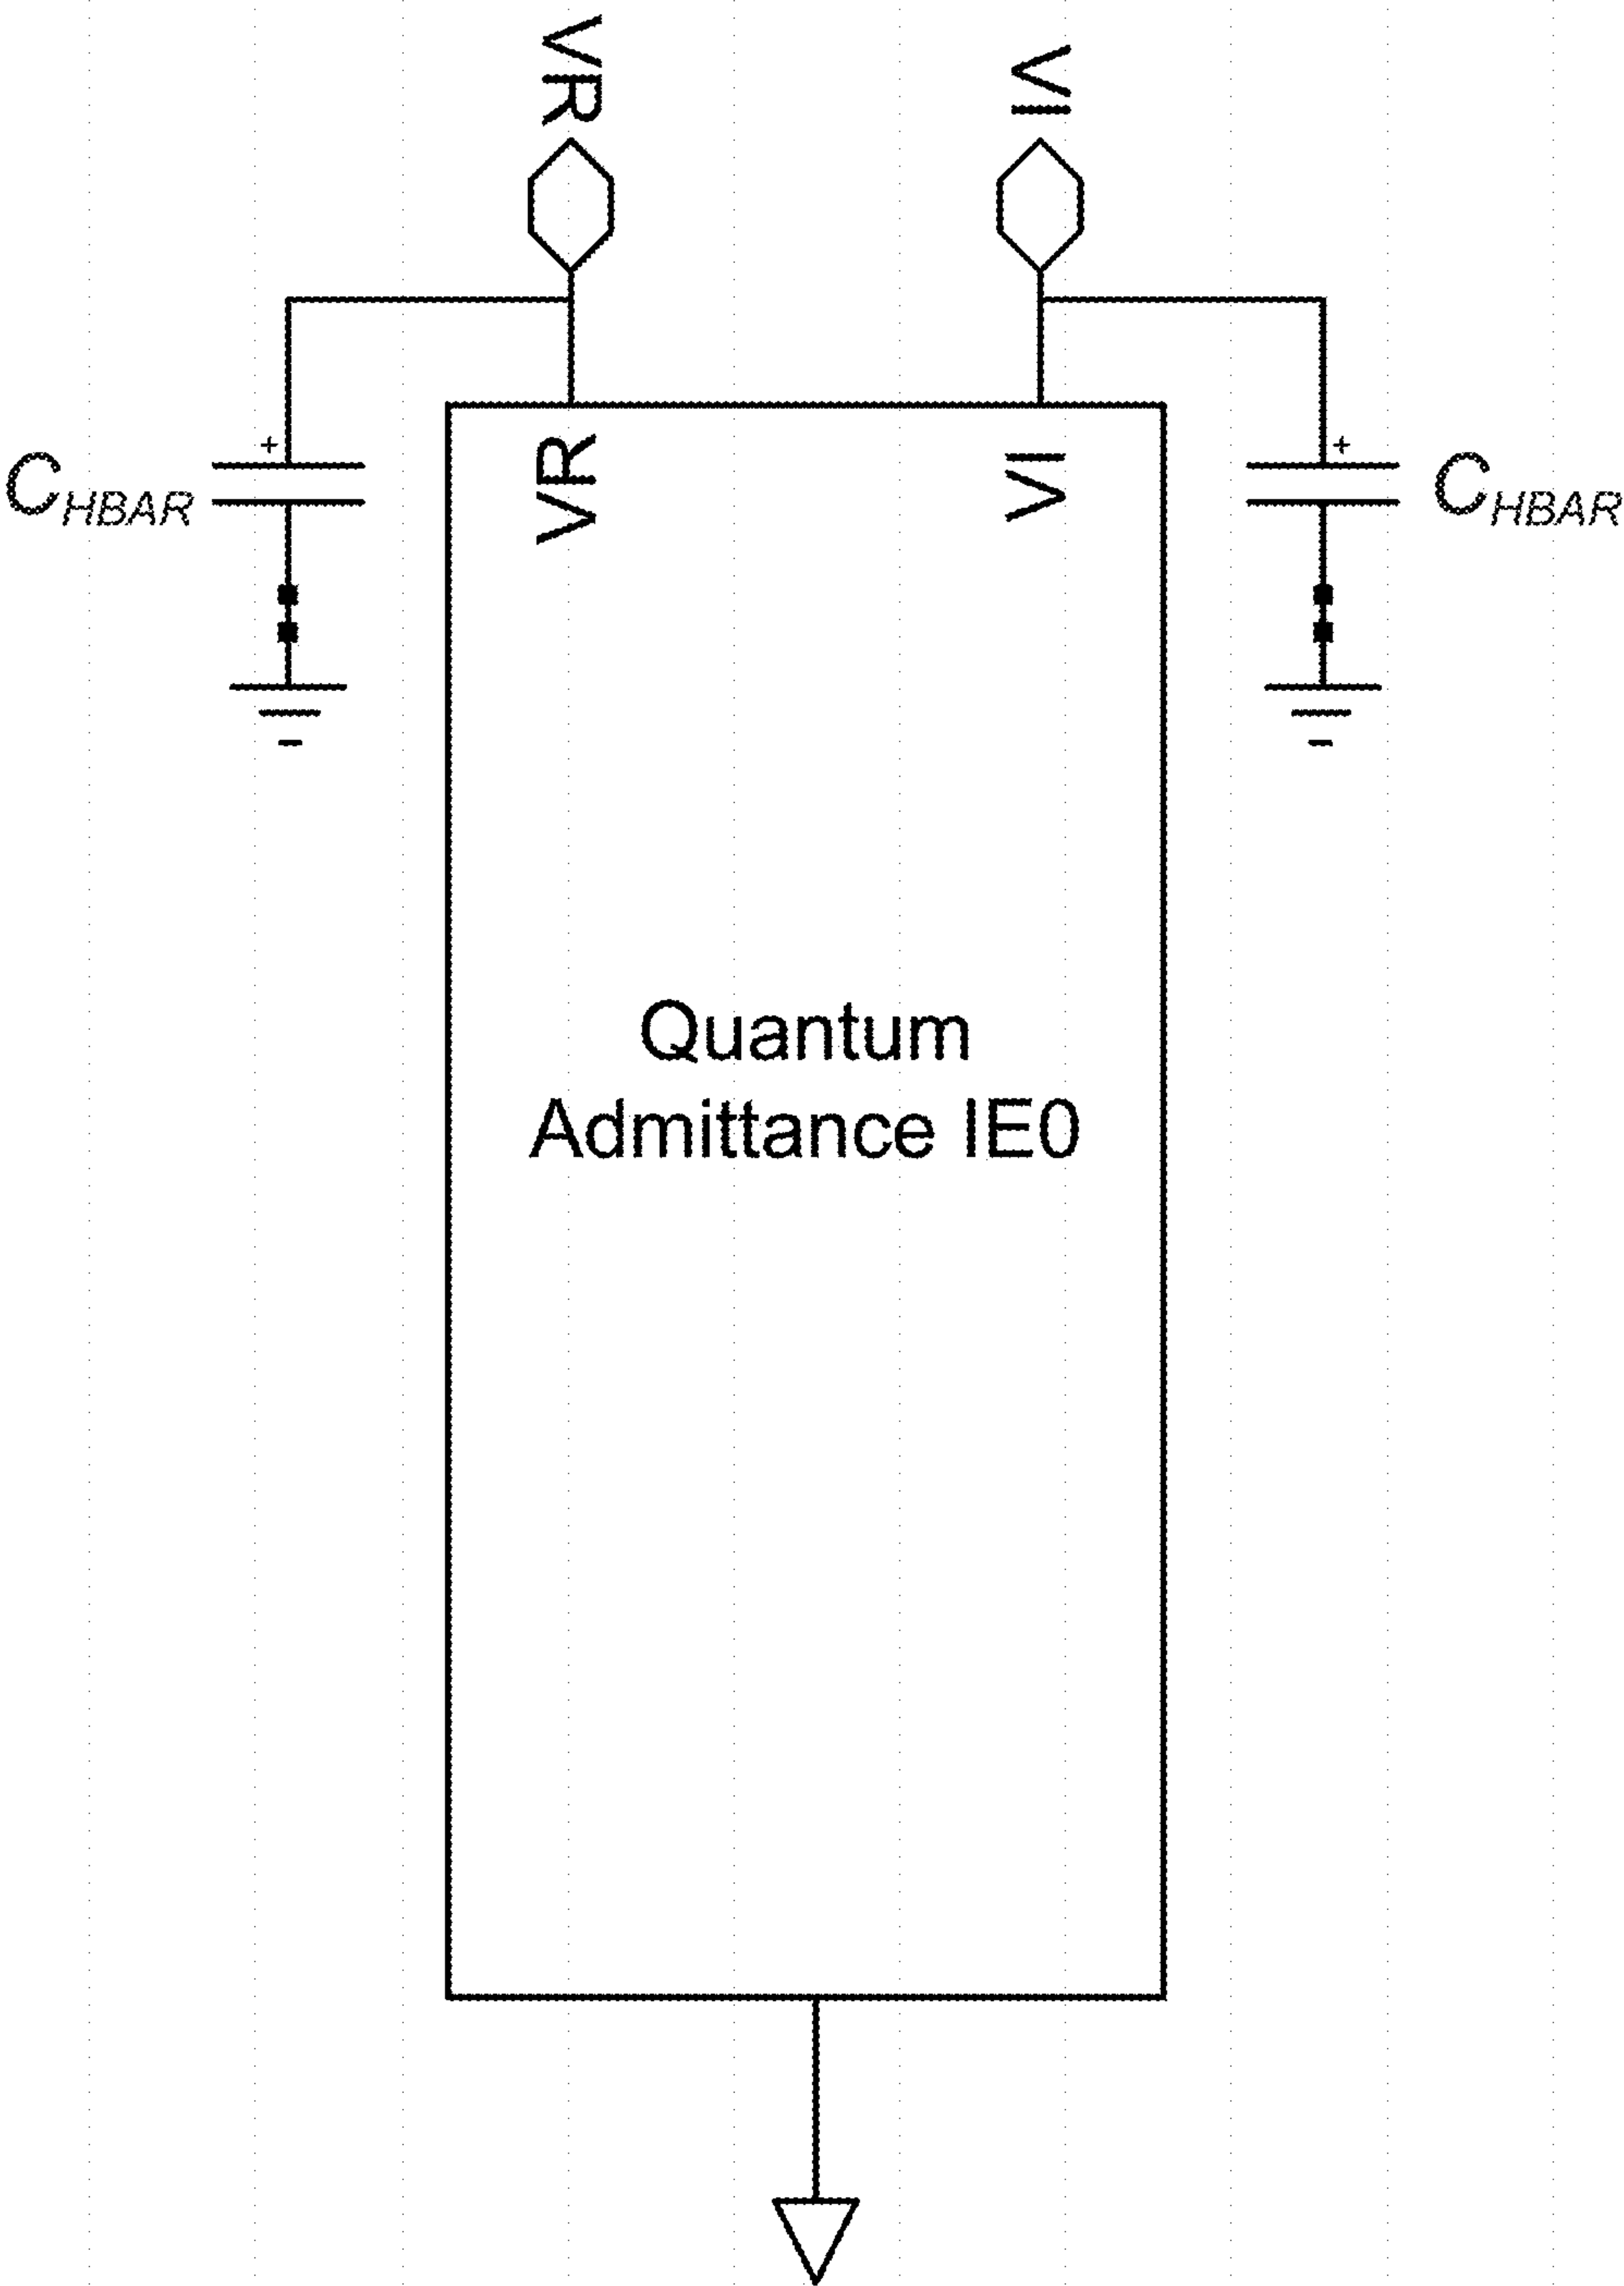 VR
VI
C_HBAR
VR
VI
C_HBAR
Quantum
Admittance IE0